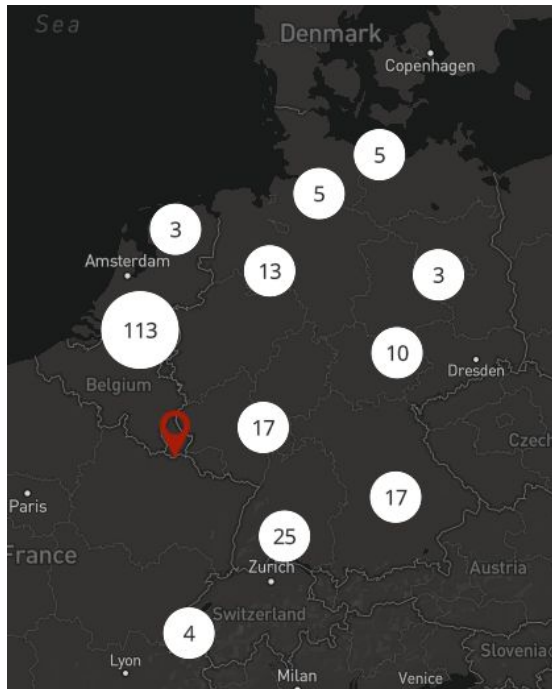 Sea
Denmark
Copenhagen
5
5
3
13
3
Amsterdam
113
10
Dresden
Belgium
17
Czech
17
Paris
25
France
Zurich
Austria
Switzerland
4
Slovenia
Lyon
Milan
Venice